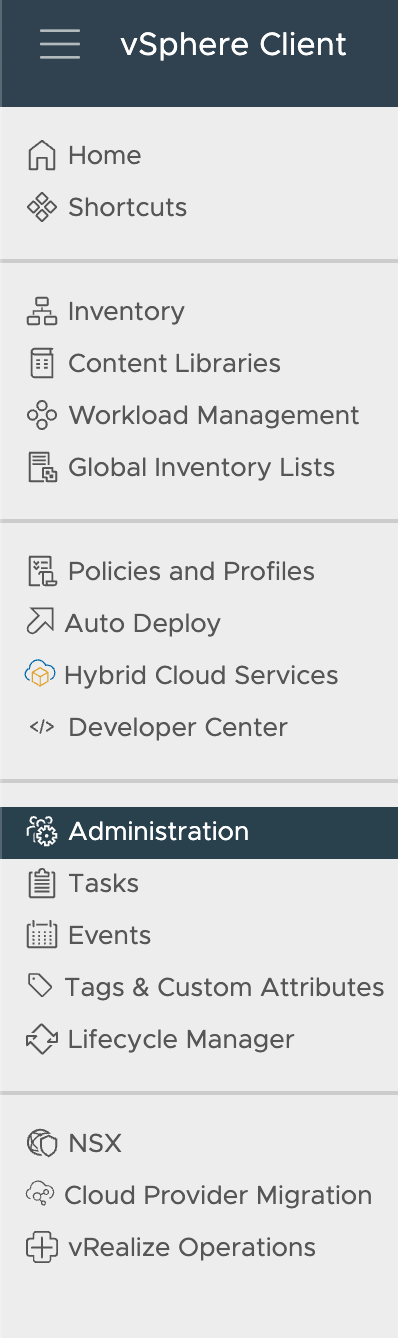 vSphere Client
Home
Shortcuts
Inventory
Content Libraries
Workload Management
Global Inventory Lists
Policies and Profiles
Auto Deploy
Hybrid Cloud Services
Developer Center
Administration
Tasks
Events
Tags & Custom Attributes
Lifecycle Manager
NSX
Cloud Provider Migration
vRealize Operations